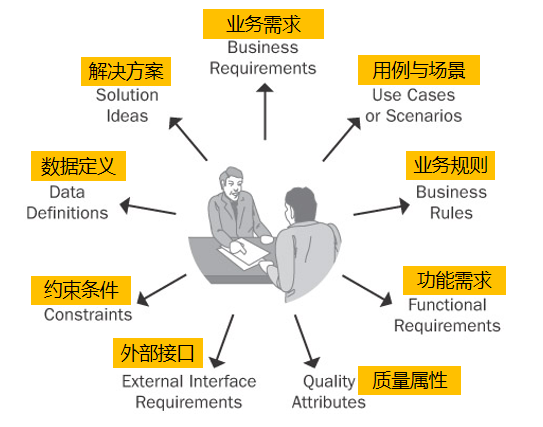 业务需求
Business
Requirements
用例与场景
Use Cases
or Scenarios
业务规则
Business
Rules
功能需求
Functional
Requirements
质量属性
Quality
Attributes
外部接口
External Interface
Requirements
约束条件
Constraints
数据定义
Data
Definitions
解决方案
Solution
Ideas